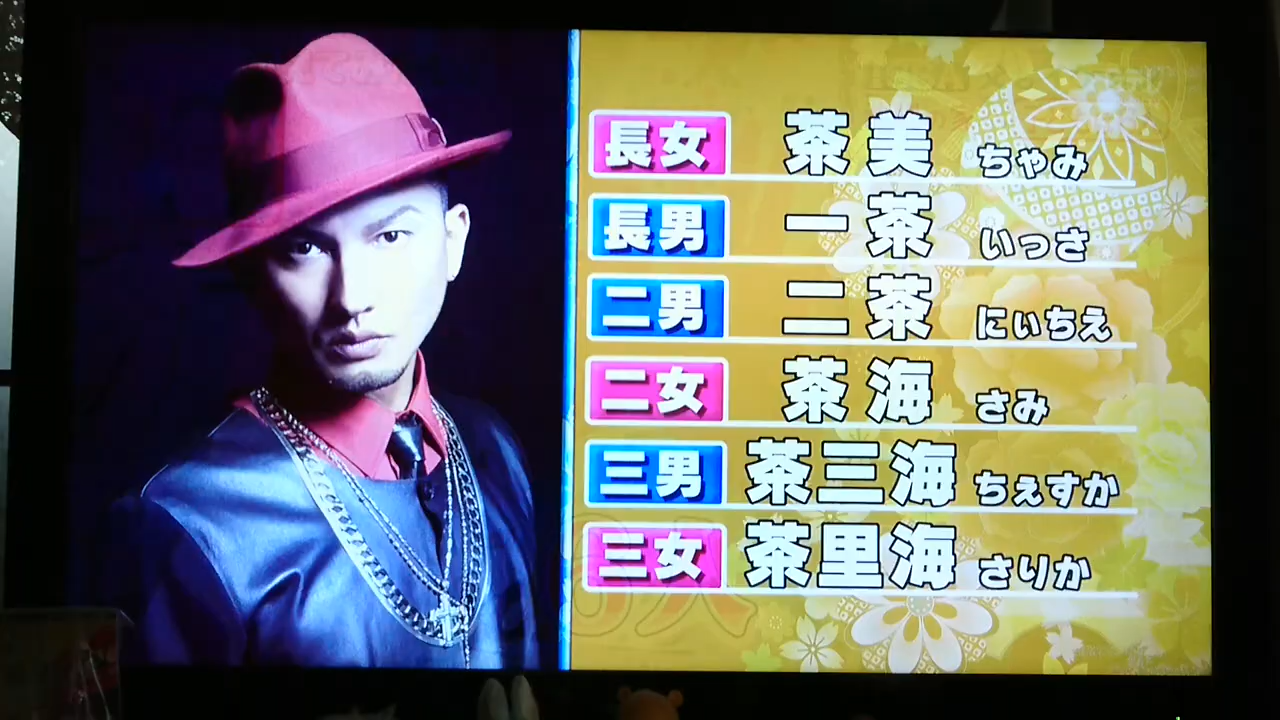 長女 茶美 ちゃみ
長男 一茶 いっさ
二男 二茶 にぃちえ
二女 茶海 さみ
三男 茶三海 ちぇすか
三女 茶里海 さりか